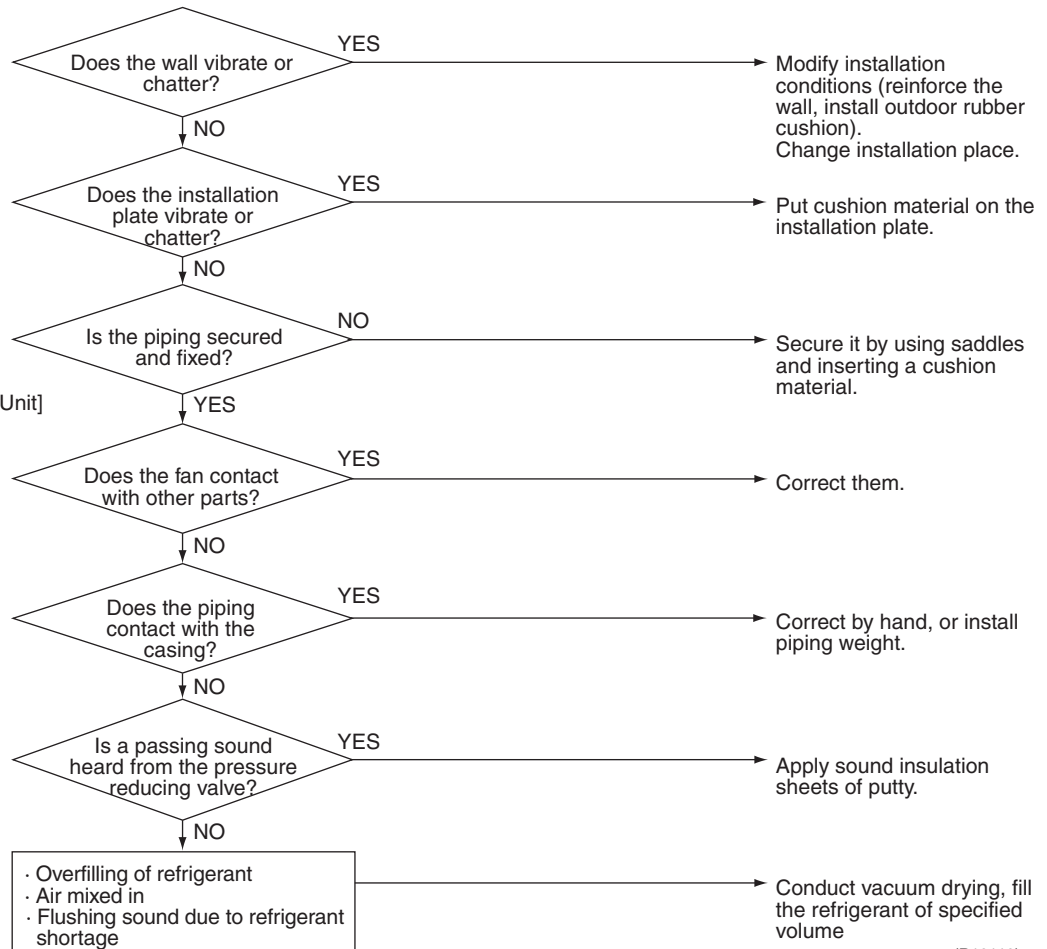 YES
Does the wall vibrate or
chatter?
Modify installation
conditions (reinforce the
wall, install outdoor rubber
cushion).
Change installation place.
NO
YES
Does the installation
plate vibrate or
chatter?
Put cushion material on the
installation plate.
NO
NO
Is the piping secured
and fixed?
Secure it by using saddles
and inserting a cushion
material.
Unit]
YES
YES
Does the fan contact
with other parts?
Correct them.
NO
YES
Does the piping
contact with the
casing?
Correct by hand, or install
piping weight.
NO
YES
Is a passing sound
heard from the pressure
reducing valve?
Apply sound insulation
sheets of putty.
NO
· Overfilling of refrigerant
· Air mixed in
· Flushing sound due to refrigerant
shortage
Conduct vacuum drying, fill
the refrigerant of specified
volume